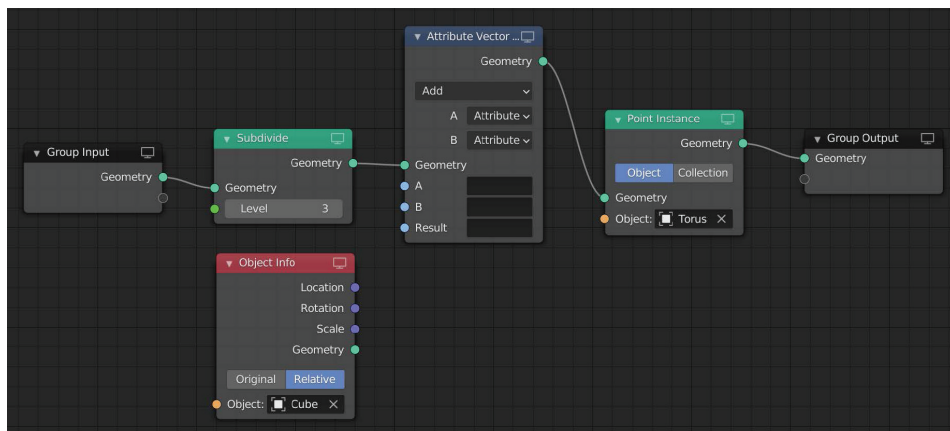 Group Input
Geometry
Subdivide
Geometry
Geometry
Level 3
Object Info
Location
Rotation
Scale
Geometry
Original Relative
Object: Cube
Attribute Vector ...
Geometry
Add
A Attribute
B Attribute
Geometry
A
B
Result
Point Instance
Geometry
Object Collection
Geometry
Object: Torus
Group Output
Geometry